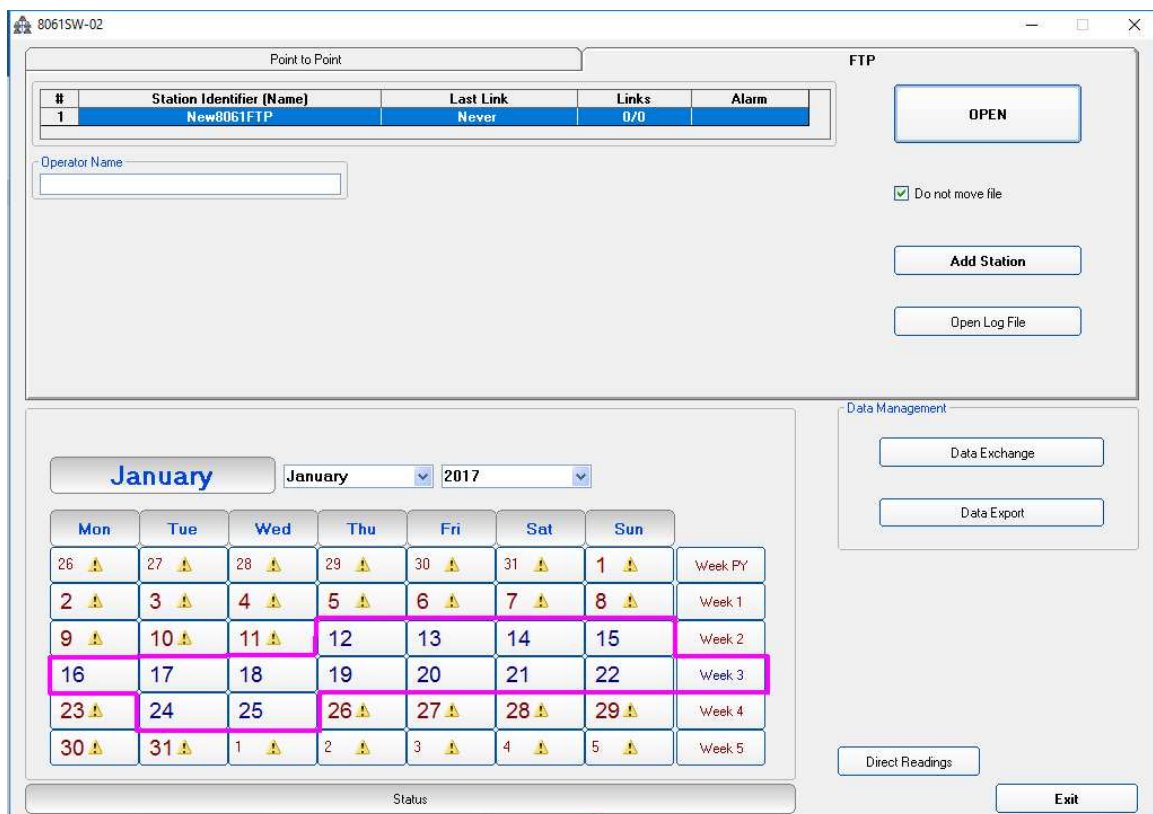 8061SW-02
Point to Point
FTP
# Station Identifier (Name) Last Link Links Alarm
1 New8061FTP Never 0/0
OPEN
Operator Name
Do not move file
Add Station
Open Log File
Data Management
Data Exchange
Data Export
January January 2017
Mon Tue Wed Thu Fri Sat Sun
26 27 28 29 30 31 1 Week PY
2 3 4 5 6 7 8 Week 1
9 10 11 12 13 14 15 Week 2
16 17 18 19 20 21 22 Week 3
23 24 25 26 27 28 29 Week 4
30 31 1 2 3 4 5 Week 5
Direct Readings
Status
Exit